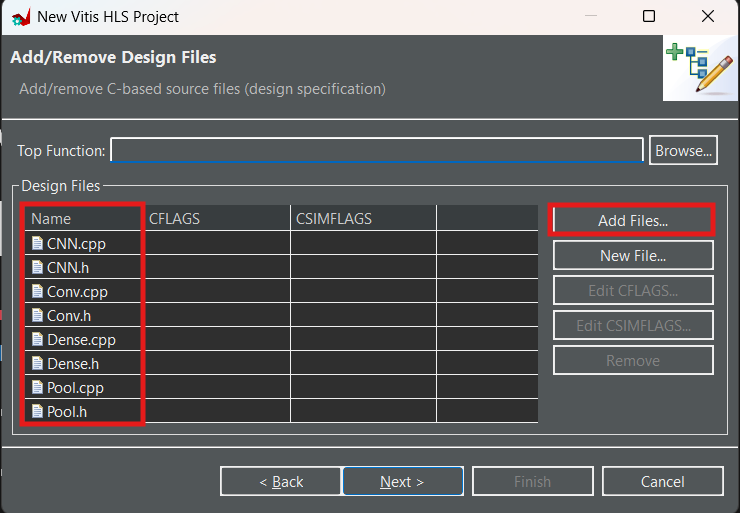 New Vitis HLS Project
Add/Remove Design Files
Add/remove C-based source files (design specification)
Top Function:
Browse...
Design Files
Name CFLAGS CSIMFLAGS
CNN.cpp
CNN.h
Conv.cpp
Conv.h
Dense.cpp
Dense.h
Pool.cpp
Pool.h
Add Files...
New File...
Edit CFLAGS...
Edit CSIMFLAGS...
Remove
< Back Next > Finish Cancel